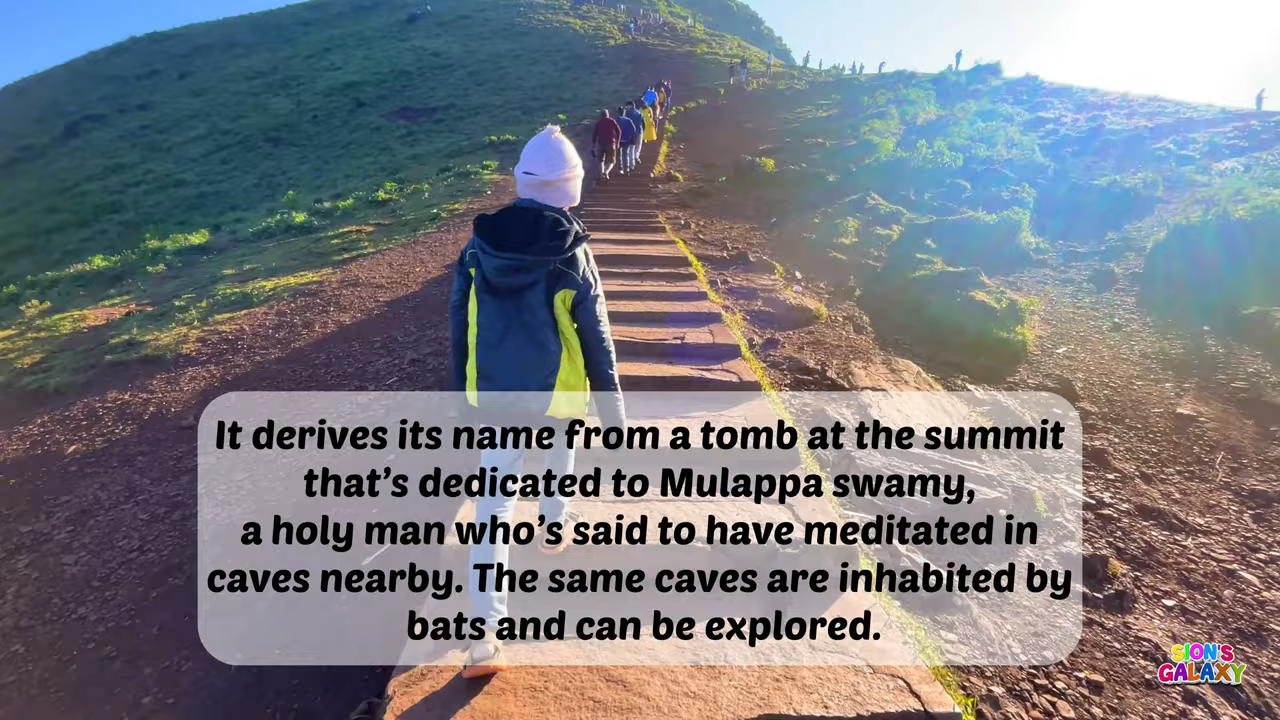 It derives its name from a tomb at the summit
that's dedicated to Mulappa swamy,
a holy man who's said to have meditated in
caves nearby. The same caves are inhabited by
bats and can be explored.
SION'S
GALAXY